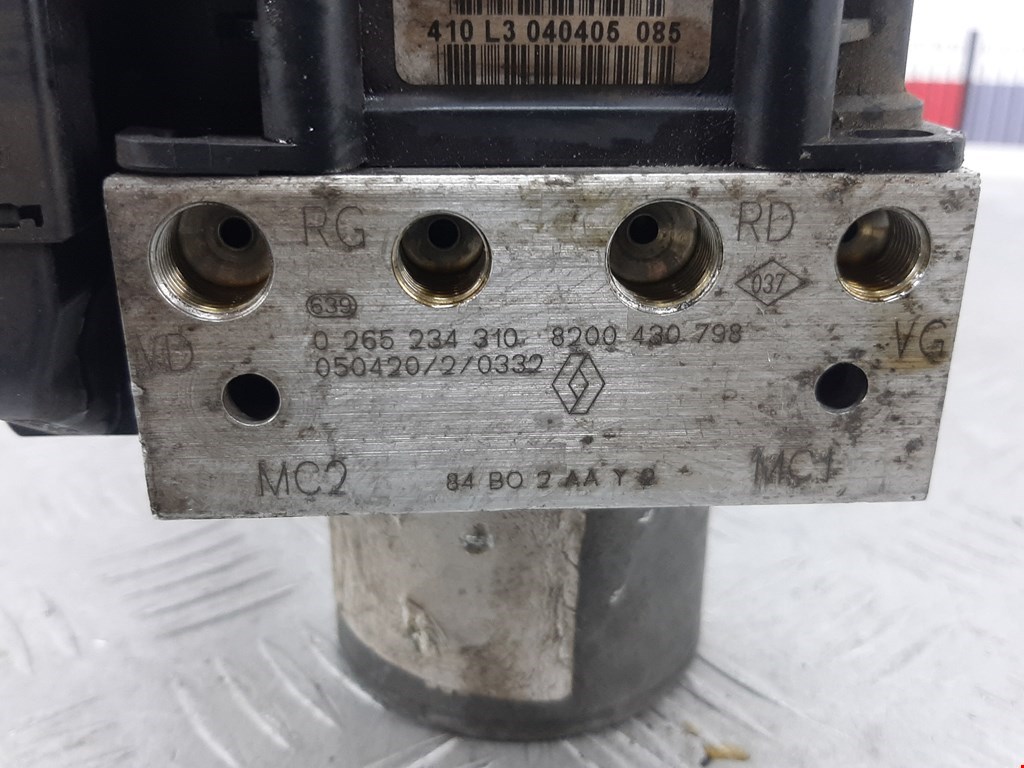 410 L3 040405 085
RG RD
639 037
0 265 234 310 8200 430 798
VD VG
050420/2/0332
MC2 MC1
84 BO 2 AA Y